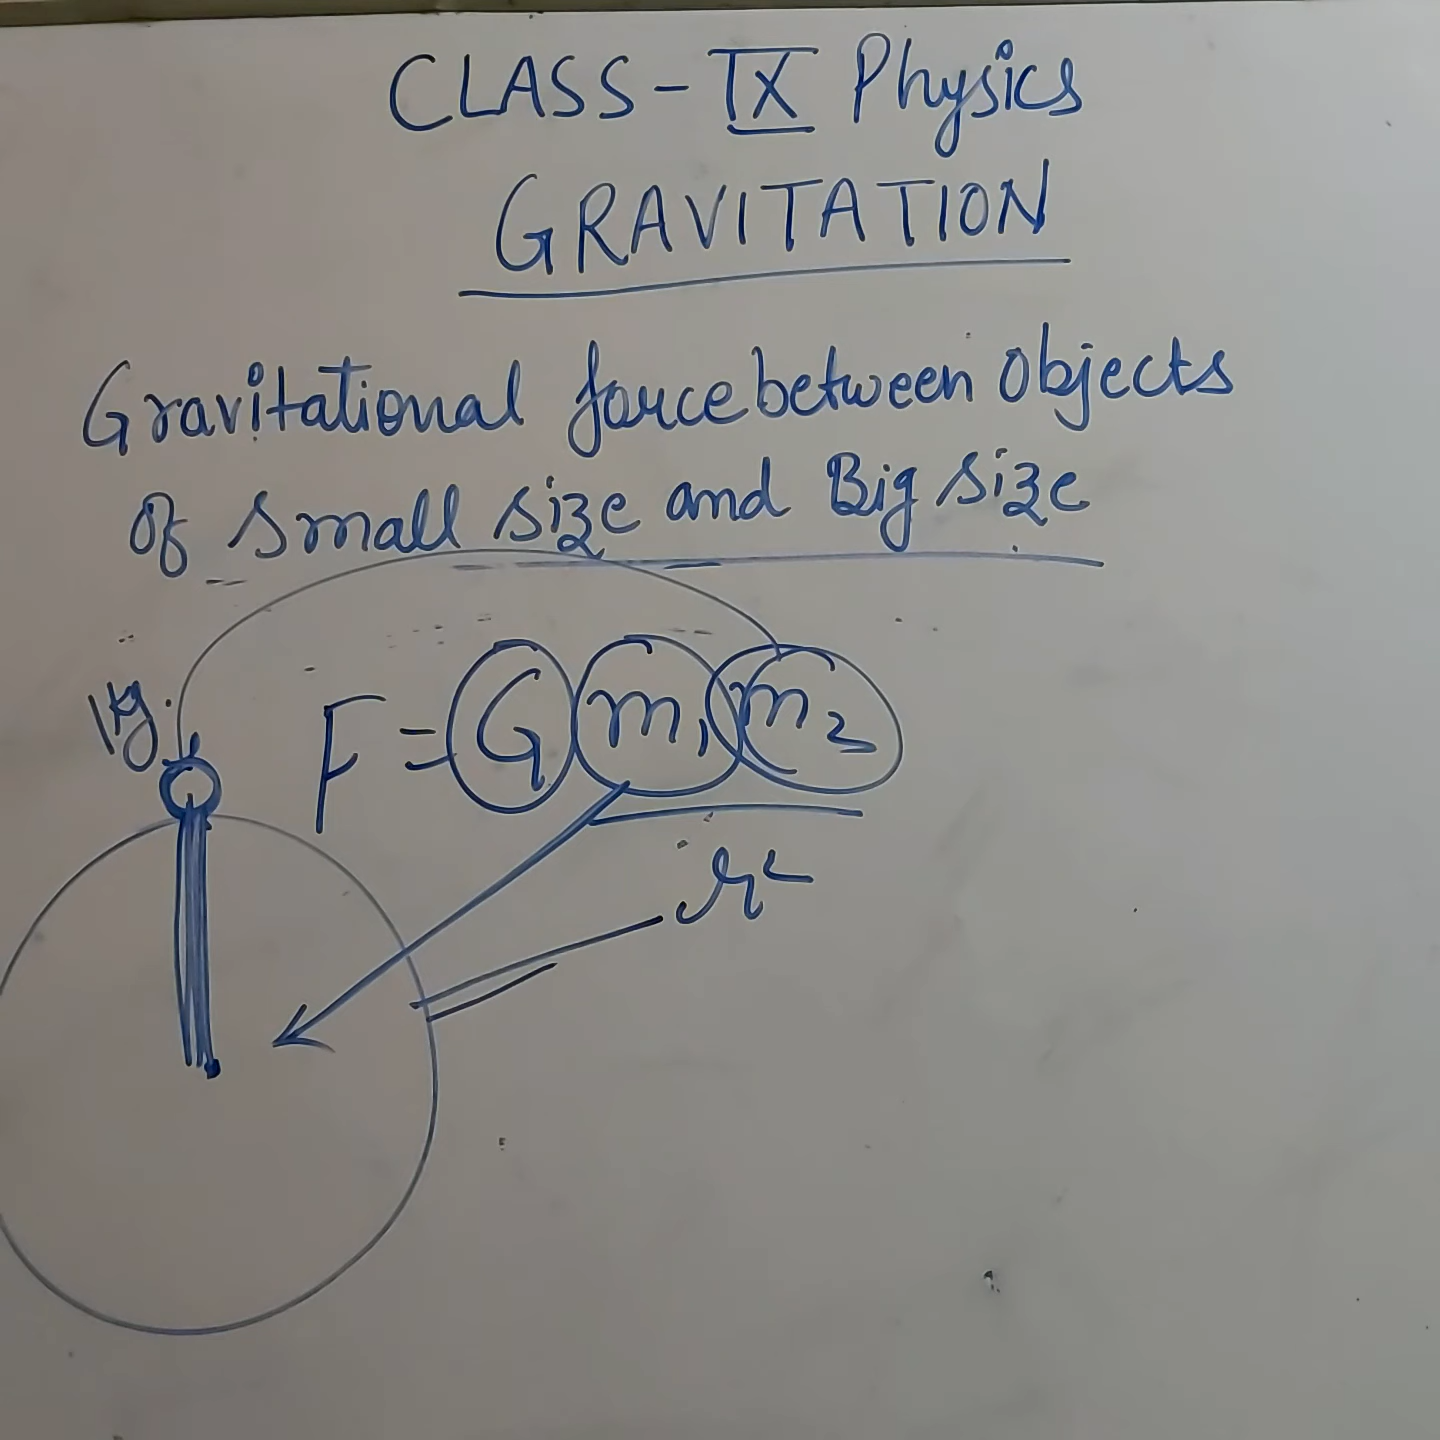 CLASS-IX Physics
GRAVITATION
Gravitational force between Objects
of small size and Big size
1kg.
F = G m₁ m₂
r²